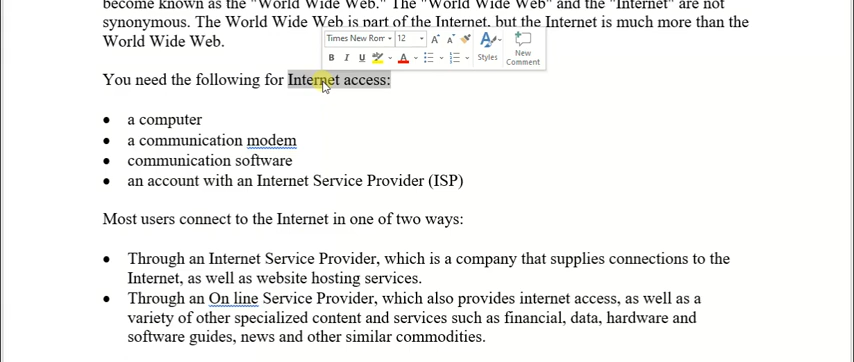 become known as the "World Wide Web." The "World Wide Web" and the "Internet" are not
synonymous. The World Wide Web is part of the Internet, but the Internet is much more than the
World Wide Web.
Times New Rom 12
B I U
Styles
New
Comment
You need the following for Internet access:
• a computer
• a communication modem
• communication software
• an account with an Internet Service Provider (ISP)
Most users connect to the Internet in one of two ways:
• Through an Internet Service Provider, which is a company that supplies connections to the
Internet, as well as website hosting services.
• Through an On line Service Provider, which also provides internet access, as well as a
variety of other specialized content and services such as financial, data, hardware and
software guides, news and other similar commodities.